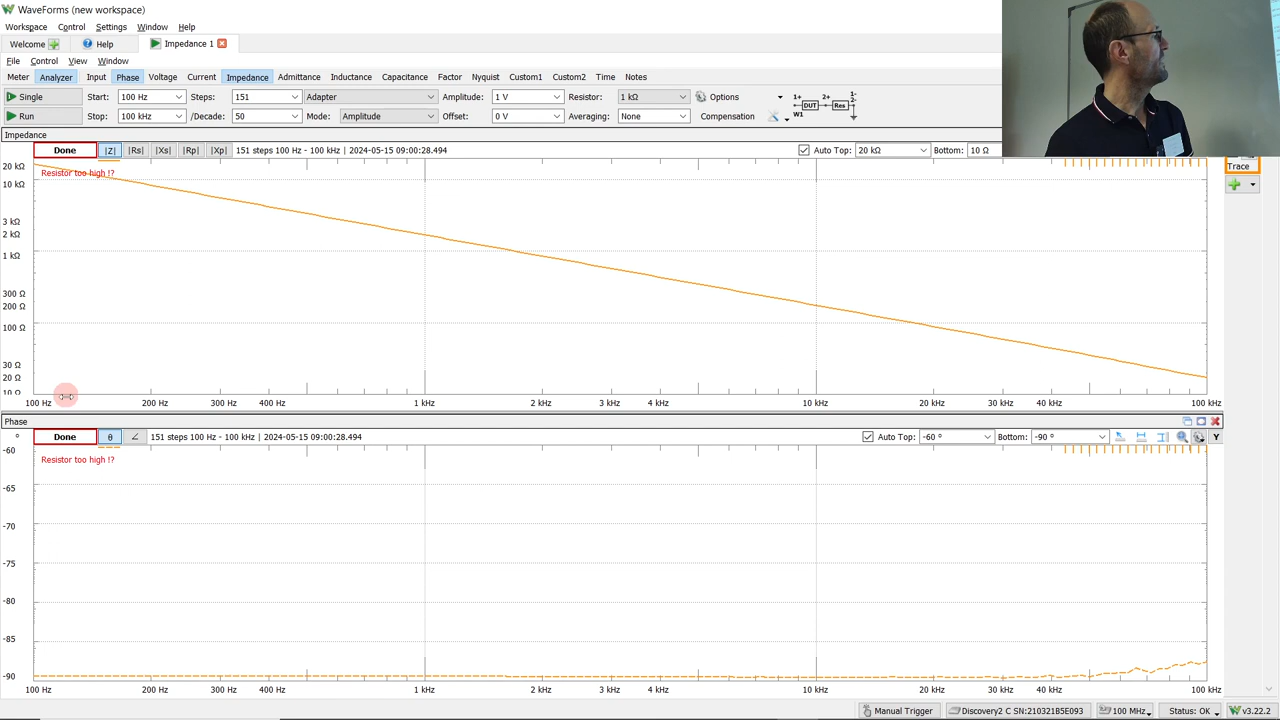 WaveForms (new workspace)
Workspace Control Settings Window Help
Welcome Help Impedance 1
File Control View Window
Meter Analyzer Input Phase Voltage Current Impedance Admittance Inductance Capacitance Factor Nyquist Custom1 Custom2 Time Notes
Single Start: 100 Hz Steps: 151 Adapter Amplitude: 1 V Resistor: 1 kΩ Options
Run Stop: 100 kHz /Decade: 50 Mode: Amplitude Offset: 0 V Averaging: None Compensation
1+ DUT 2+ Res 1- 2- W1
Impedance
Done |Z| |Rs| |Xs| |Rp| |Xp| 151 steps 100 Hz - 100 kHz | 2024-05-15 09:00:28.494 Auto Top: 20 kΩ Bottom: 10 Ω
Trace
Resistor too high !?
20 kΩ
10 kΩ
3 kΩ
2 kΩ
1 kΩ
300 Ω
200 Ω
100 Ω
30 Ω
20 Ω
10 Ω
100 Hz 200 Hz 300 Hz 400 Hz 1 kHz 2 kHz 3 kHz 4 kHz 10 kHz 20 kHz 30 kHz 40 kHz 100 kHz
Phase
° Done θ ∠ 151 steps 100 Hz - 100 kHz | 2024-05-15 09:00:28.494 Auto Top: -60 º Bottom: -90 º Y
Resistor too high !?
-60
-65
-70
-75
-80
-85
-90
100 Hz 200 Hz 300 Hz 400 Hz 1 kHz 2 kHz 3 kHz 4 kHz 10 kHz 20 kHz 30 kHz 40 kHz 100 kHz
Manual Trigger Discovery2 C SN:210321B5E093 100 MHz Status: OK v3.22.2